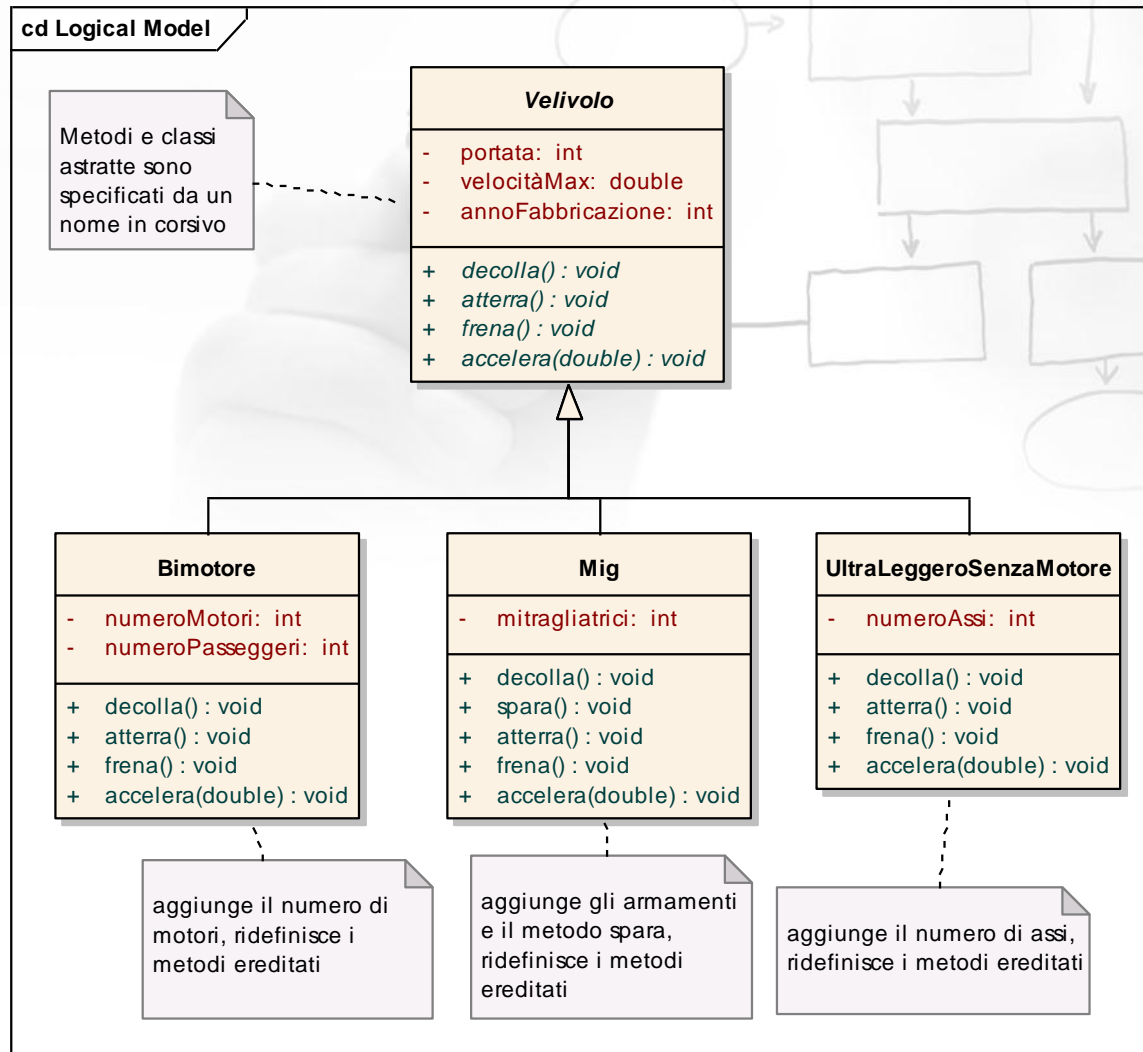 cd Logical Model
Velivolo
- portata: int
- velocitàMax: double
- annoFabbricazione: int
+ decolla() : void
+ atterra() : void
+ frena() : void
+ accelera(double) : void
Metodi e classi
astratte sono
specificati da un
nome in corsivo
Bimotore
- numeroMotori: int
- numeroPasseggeri: int
+ decolla() : void
+ atterra() : void
+ frena() : void
+ accelera(double) : void
Mig
- mitragliatrici: int
+ decolla() : void
+ spara() : void
+ atterra() : void
+ frena() : void
+ accelera(double) : void
UltraLeggeroSenzaMotore
- numeroAssi: int
+ decolla() : void
+ atterra() : void
+ frena() : void
+ accelera(double) : void
aggiunge il numero di
motori, ridefinisce i
metodi ereditati
aggiunge gli armamenti
e il metodo spara,
ridefinisce i metodi
ereditati
aggiunge il numero di assi,
ridefinisce i metodi ereditati